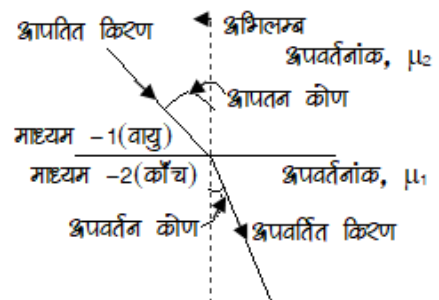 आपतित किरण
अभिलम्ब
अपवर्तनांक, μ₂
आपतन कोण
माध्यम -1(वायु)
माध्यम -2(काँच)
अपवर्तनांक, μ₁
अपवर्तन कोण
अपवर्तित किरण